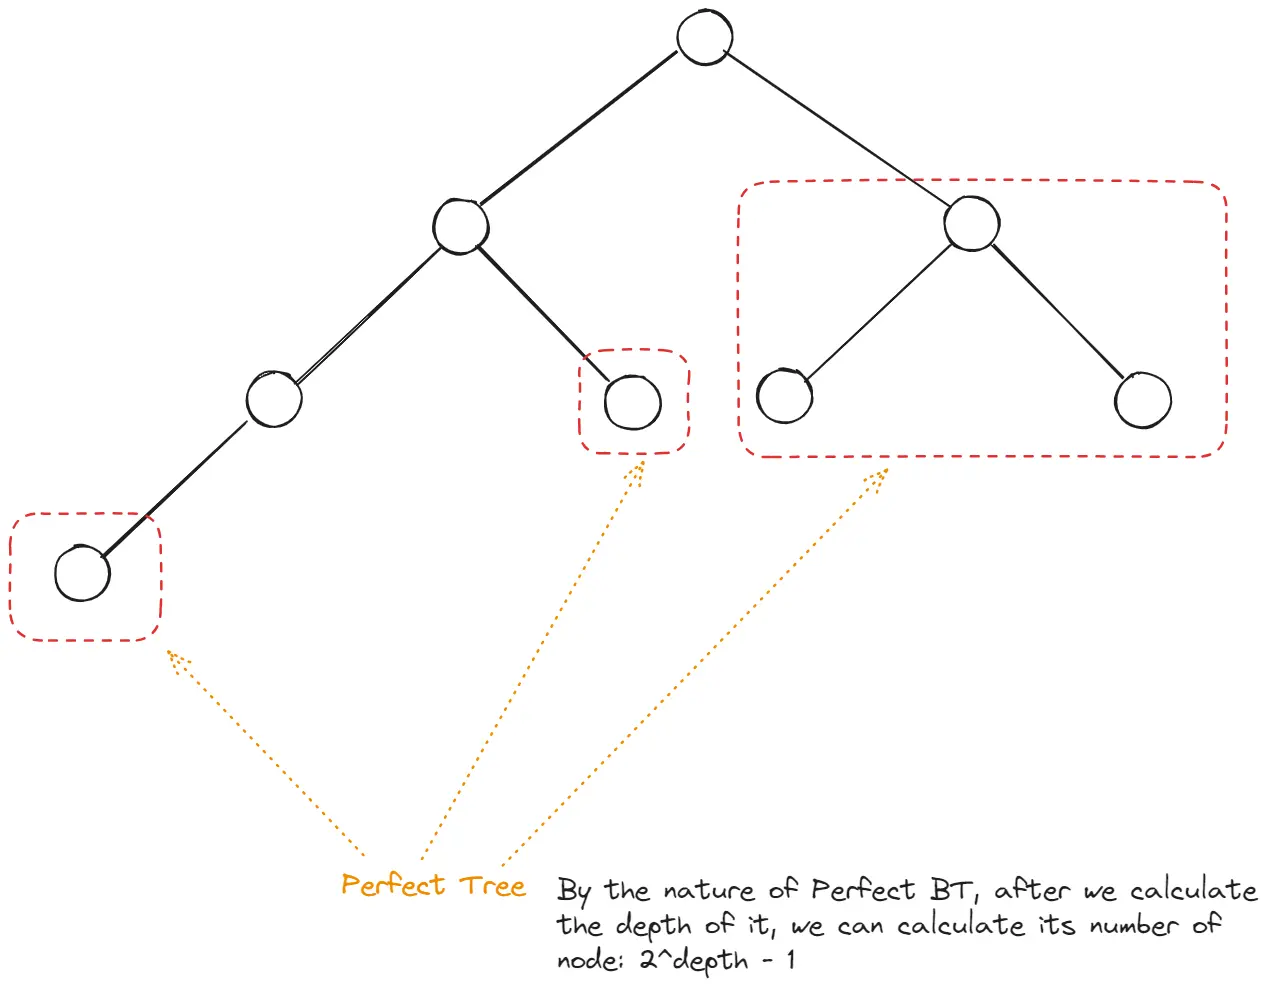 Perfect Tree
By the nature of Perfect BT, after we calculate
the depth of it, we can calculate its number of
node: 2^depth - 1